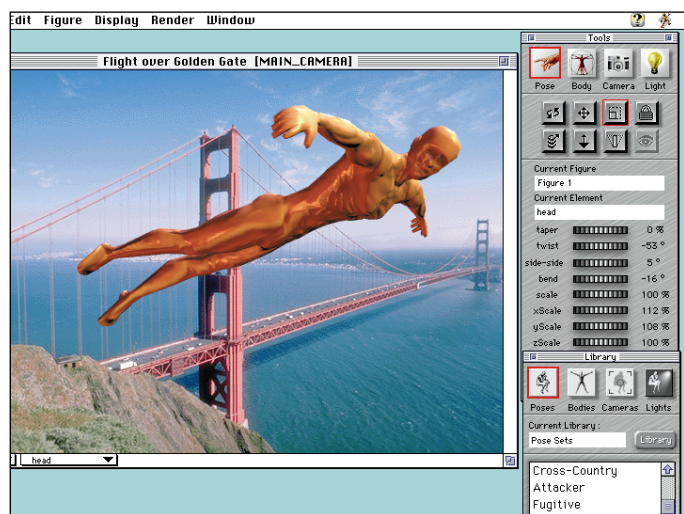 Edit Figure Display Render Window
Flight over Golden Gate [MAIN_CAMERA]
head
Tools
Pose Body Camera Light
Current Figure
Figure 1
Current Element
head
taper 0 %
twist -53 °
side-side 5 °
bend -16 °
scale 100 %
xScale 112 %
yScale 108 %
zScale 100 %
Library
Poses Bodies Cameras Lights
Current Library :
Pose Sets Library
Cross-Country
Attacker
Fugitive